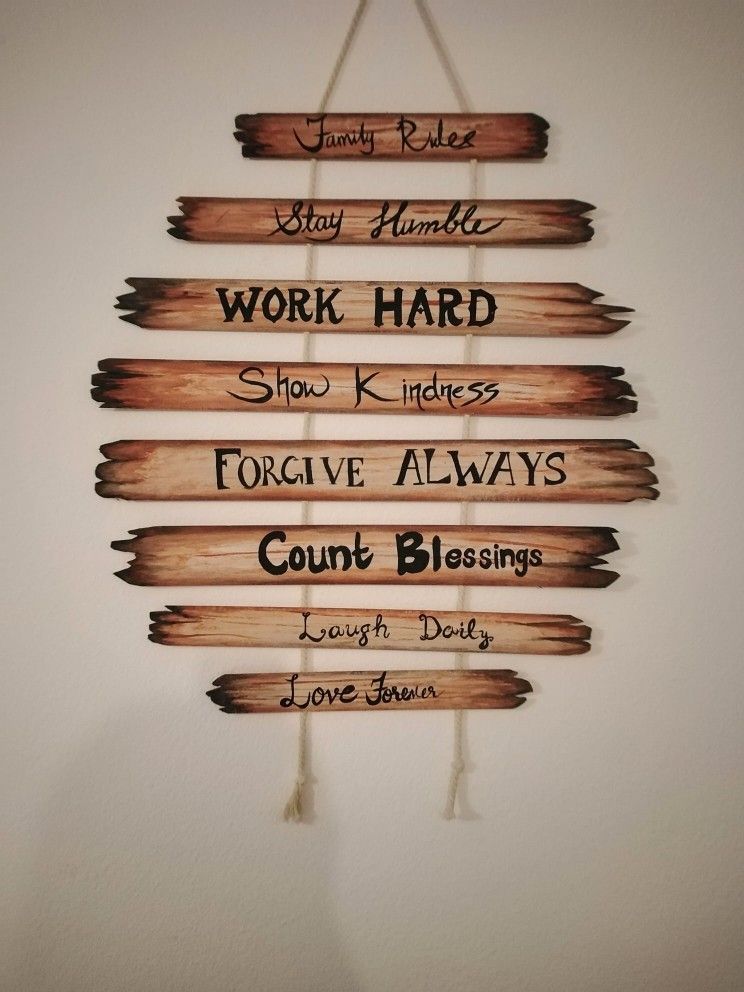 Family Rules
Stay Humble
WORK HARD
Show Kindness
FORGIVE ALWAYS
Count Blessings
Laugh Daily
Love Forever